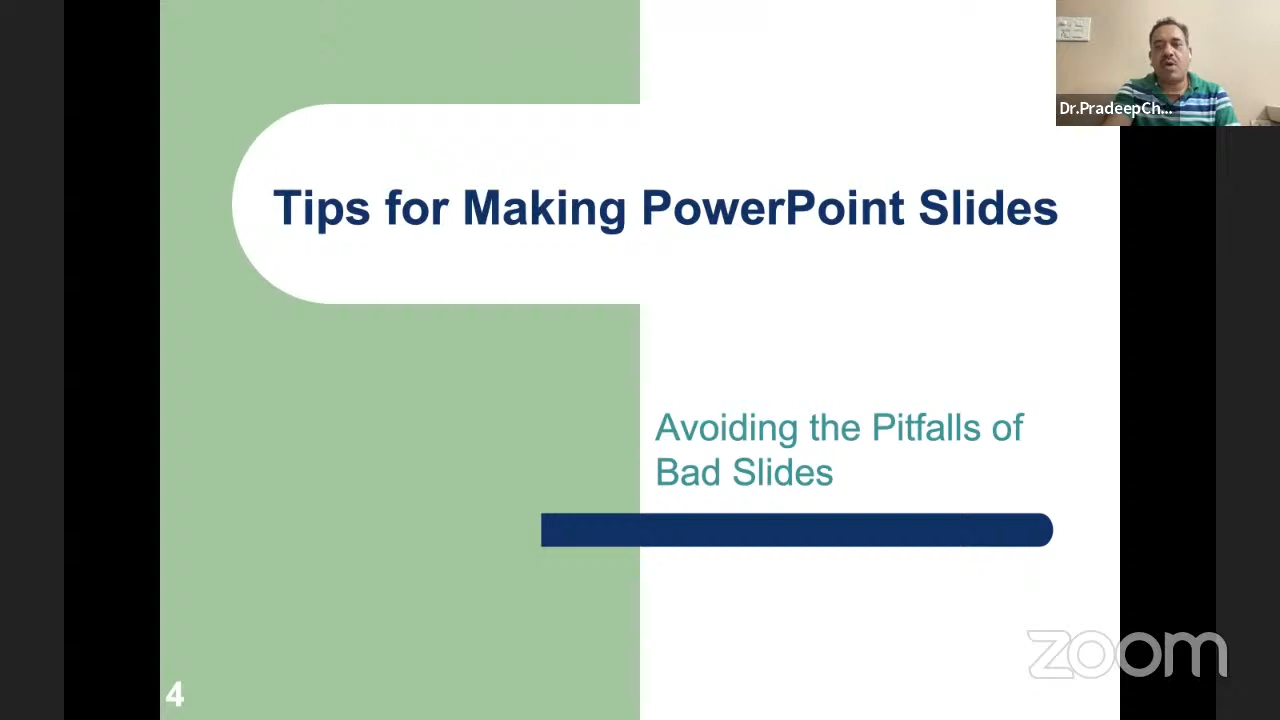 Dr.PradeepCh...
Tips for Making PowerPoint Slides
Avoiding the Pitfalls of
Bad Slides
zoom
4